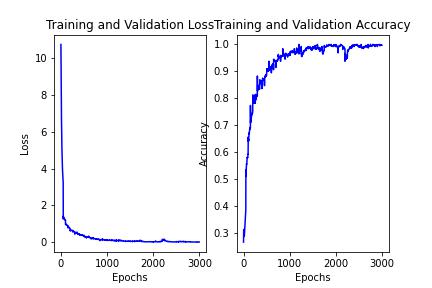 Training and Validation Loss
Loss
10
8
6
4
2
0
0 1000 2000 3000
Epochs
Training and Validation Accuracy
Accuracy
1.0
0.9
0.8
0.7
0.6
0.5
0.4
0.3
0 1000 2000 3000
Epochs